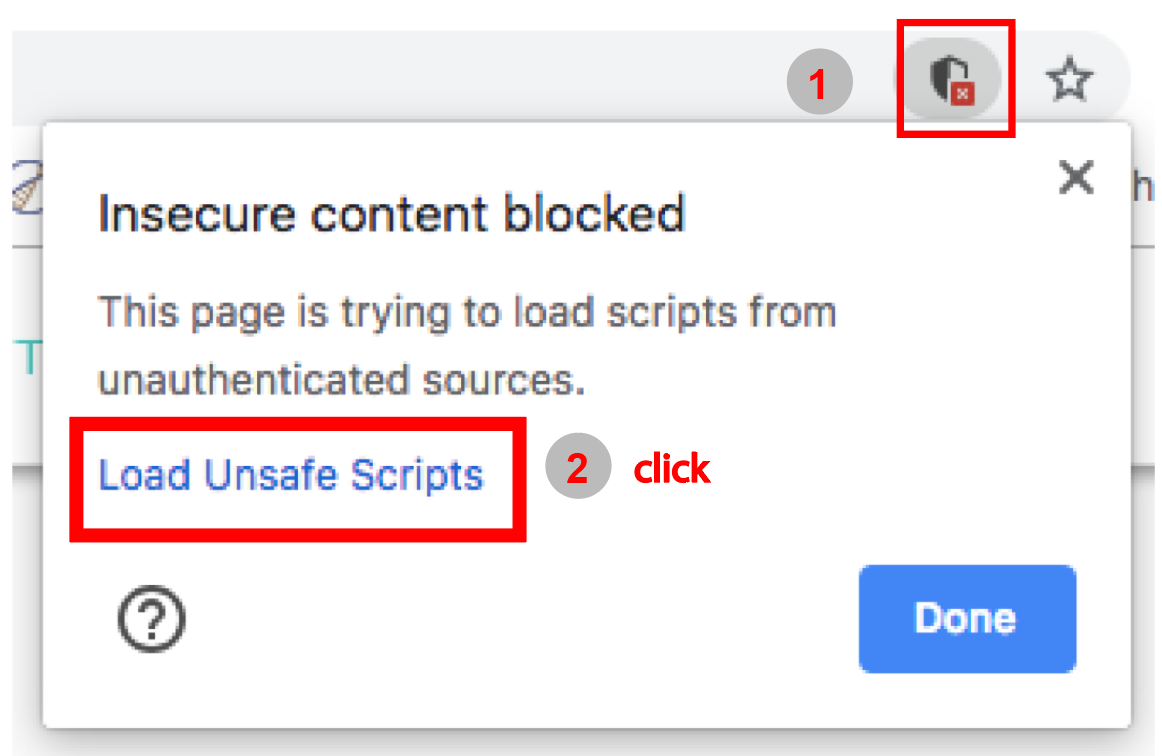 1
h
Insecure content blocked
This page is trying to load scripts from
unauthenticated sources.
T
Load Unsafe Scripts
2 click
Done